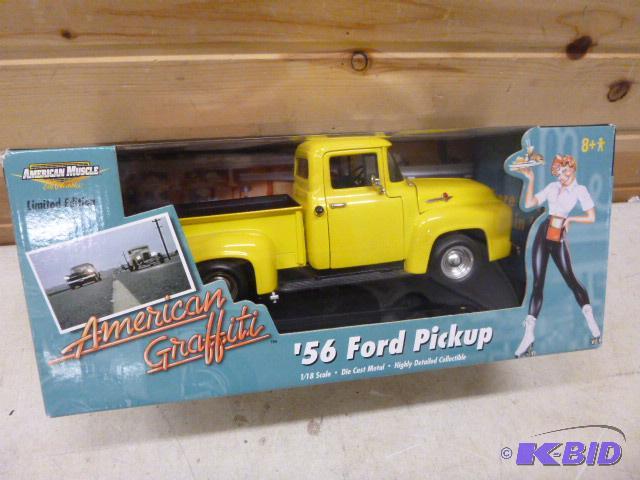 AMERICAN MUSCLE
Limited Edition
8+
American
Graffiti
™
'56 Ford Pickup
1/18 Scale • Die Cast Metal • Highly Detailed Collectible
© K-BID